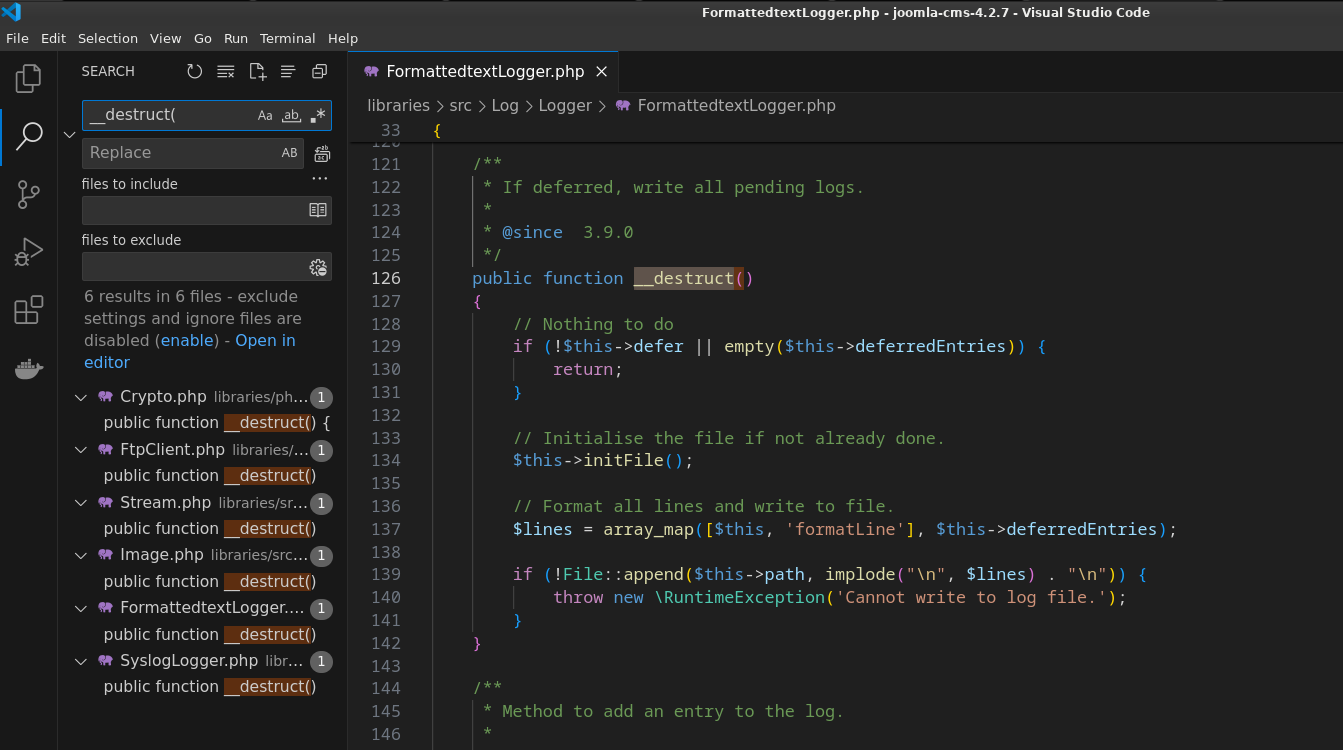 FormattedtextLogger.php - joomla-cms-4.2.7 - Visual Studio Code
File Edit Selection View Go Run Terminal Help
SEARCH
__destruct(
Aa ab .*
Replace
AB
files to include
files to exclude
6 results in 6 files - exclude
settings and ignore files are
disabled (enable) - Open in
editor
Crypto.php libraries/ph... 1
public function __destruct() {
FtpClient.php libraries/... 1
public function __destruct()
Stream.php libraries/sr... 1
public function __destruct()
Image.php libraries/src... 1
public function __destruct()
FormattedtextLogger.... 1
public function __destruct()
SyslogLogger.php libr... 1
public function __destruct()
FormattedtextLogger.php
libraries > src > Log > Logger > FormattedtextLogger.php
33 {
120
121 /**
122 * If deferred, write all pending logs.
123 *
124 * @since  3.9.0
125 */
126 public function __destruct()
127 {
128 // Nothing to do
129 if (!$this->defer || empty($this->deferredEntries)) {
130 return;
131 }
132
133 // Initialise the file if not already done.
134 $this->initFile();
135
136 // Format all lines and write to file.
137 $lines = array_map([$this, 'formatLine'], $this->deferredEntries);
138
139 if (!File::append($this->path, implode("\n", $lines) . "\n")) {
140 throw new \RuntimeException('Cannot write to log file.');
141 }
142 }
143
144 /**
145 * Method to add an entry to the log.
146 *